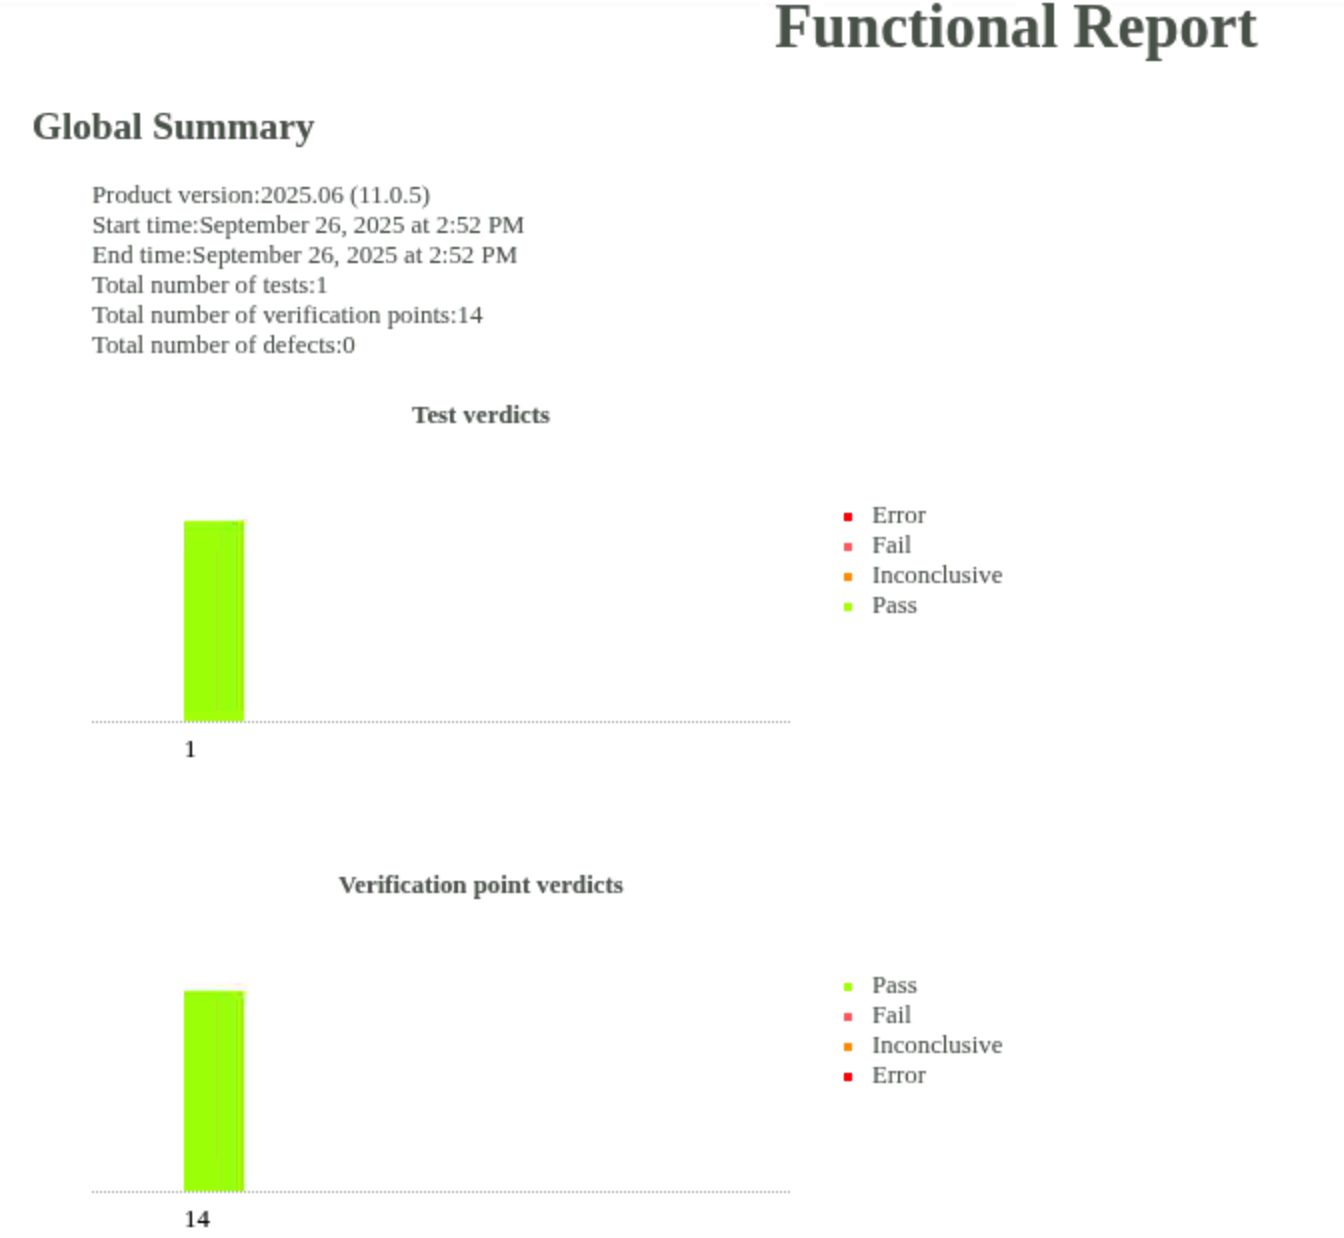 Functional Report
Global Summary
Product version:2025.06 (11.0.5)
Start time:September 26, 2025 at 2:52 PM
End time:September 26, 2025 at 2:52 PM
Total number of tests:1
Total number of verification points:14
Total number of defects:0
Test verdicts
Error
Fail
Inconclusive
Pass
1
Verification point verdicts
Pass
Fail
Inconclusive
Error
14